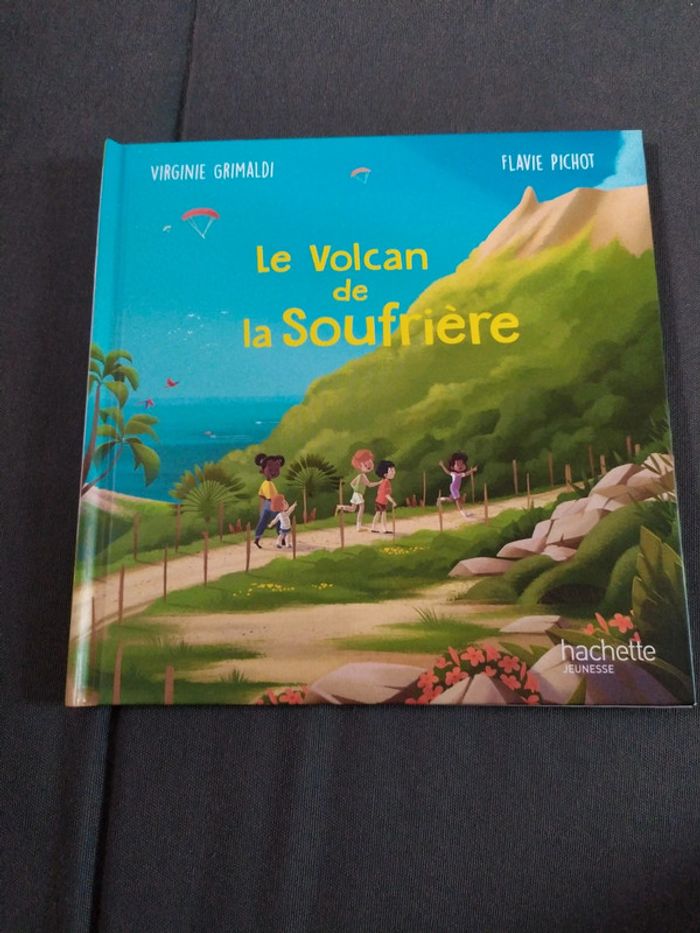 VIRGINIE GRIMALDI
FLAVIE PICHOT
Le Volcan
de
la Soufrière
hachette
JEUNESSE